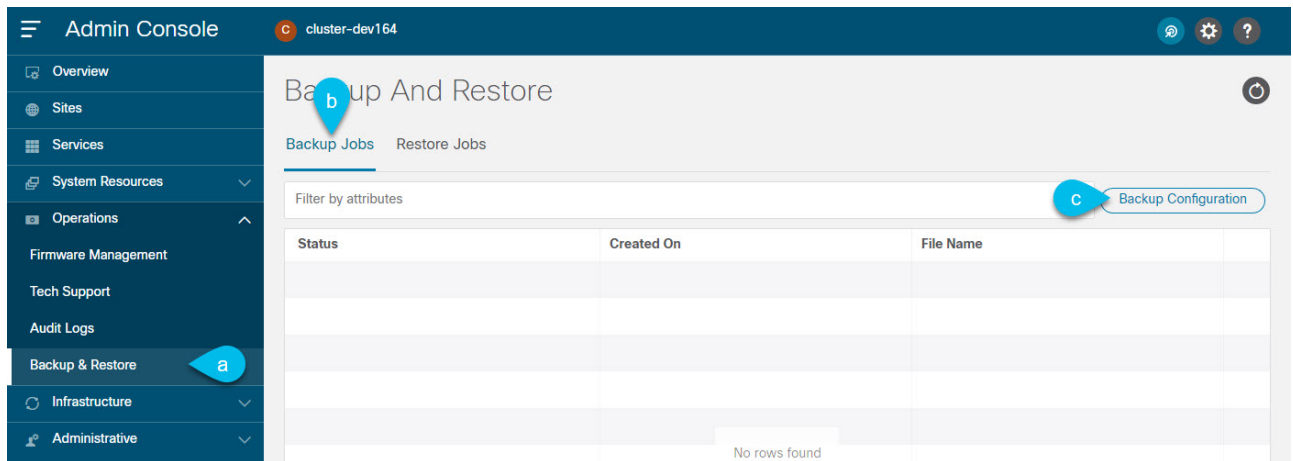 Admin Console
C cluster-dev164
?
Overview
Sites
Services
System Resources
Operations
Firmware Management
Tech Support
Audit Logs
Backup & Restore
a
Infrastructure
Administrative
Backup And Restore
b
Backup Jobs Restore Jobs
Filter by attributes
c
Backup Configuration
Status Created On File Name
No rows found